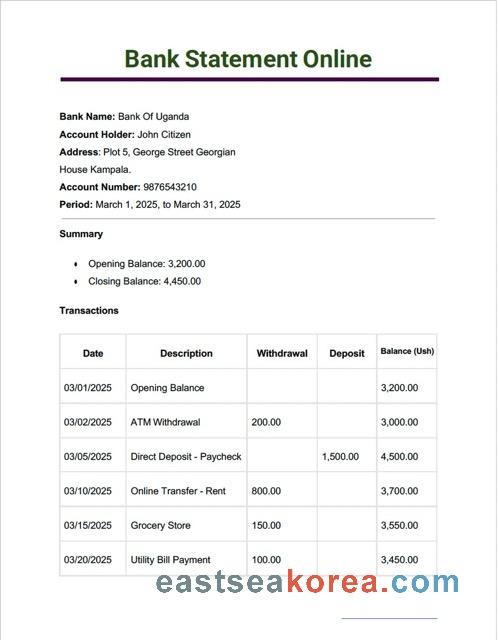 Bank Statement Online
Bank Name: Bank Of Uganda
Account Holder: John Citizen
Address: Plot 5, George Street Georgian
House Kampala.
Account Number: 9876543210
Period: March 1, 2025, to March 31, 2025
Summary
Opening Balance: 3,200.00
Closing Balance: 4,450.00
Transactions
Date Description Withdrawal Deposit Balance (Ush)
03/01/2025 Opening Balance 3,200.00
03/02/2025 ATM Withdrawal 200.00 3,000.00
03/05/2025 Direct Deposit - Paycheck 1,500.00 4,500.00
03/10/2025 Online Transfer - Rent 800.00 3,700.00
03/15/2025 Grocery Store 150.00 3,550.00
03/20/2025 Utility Bill Payment 100.00 3,450.00
eastseakorea.com